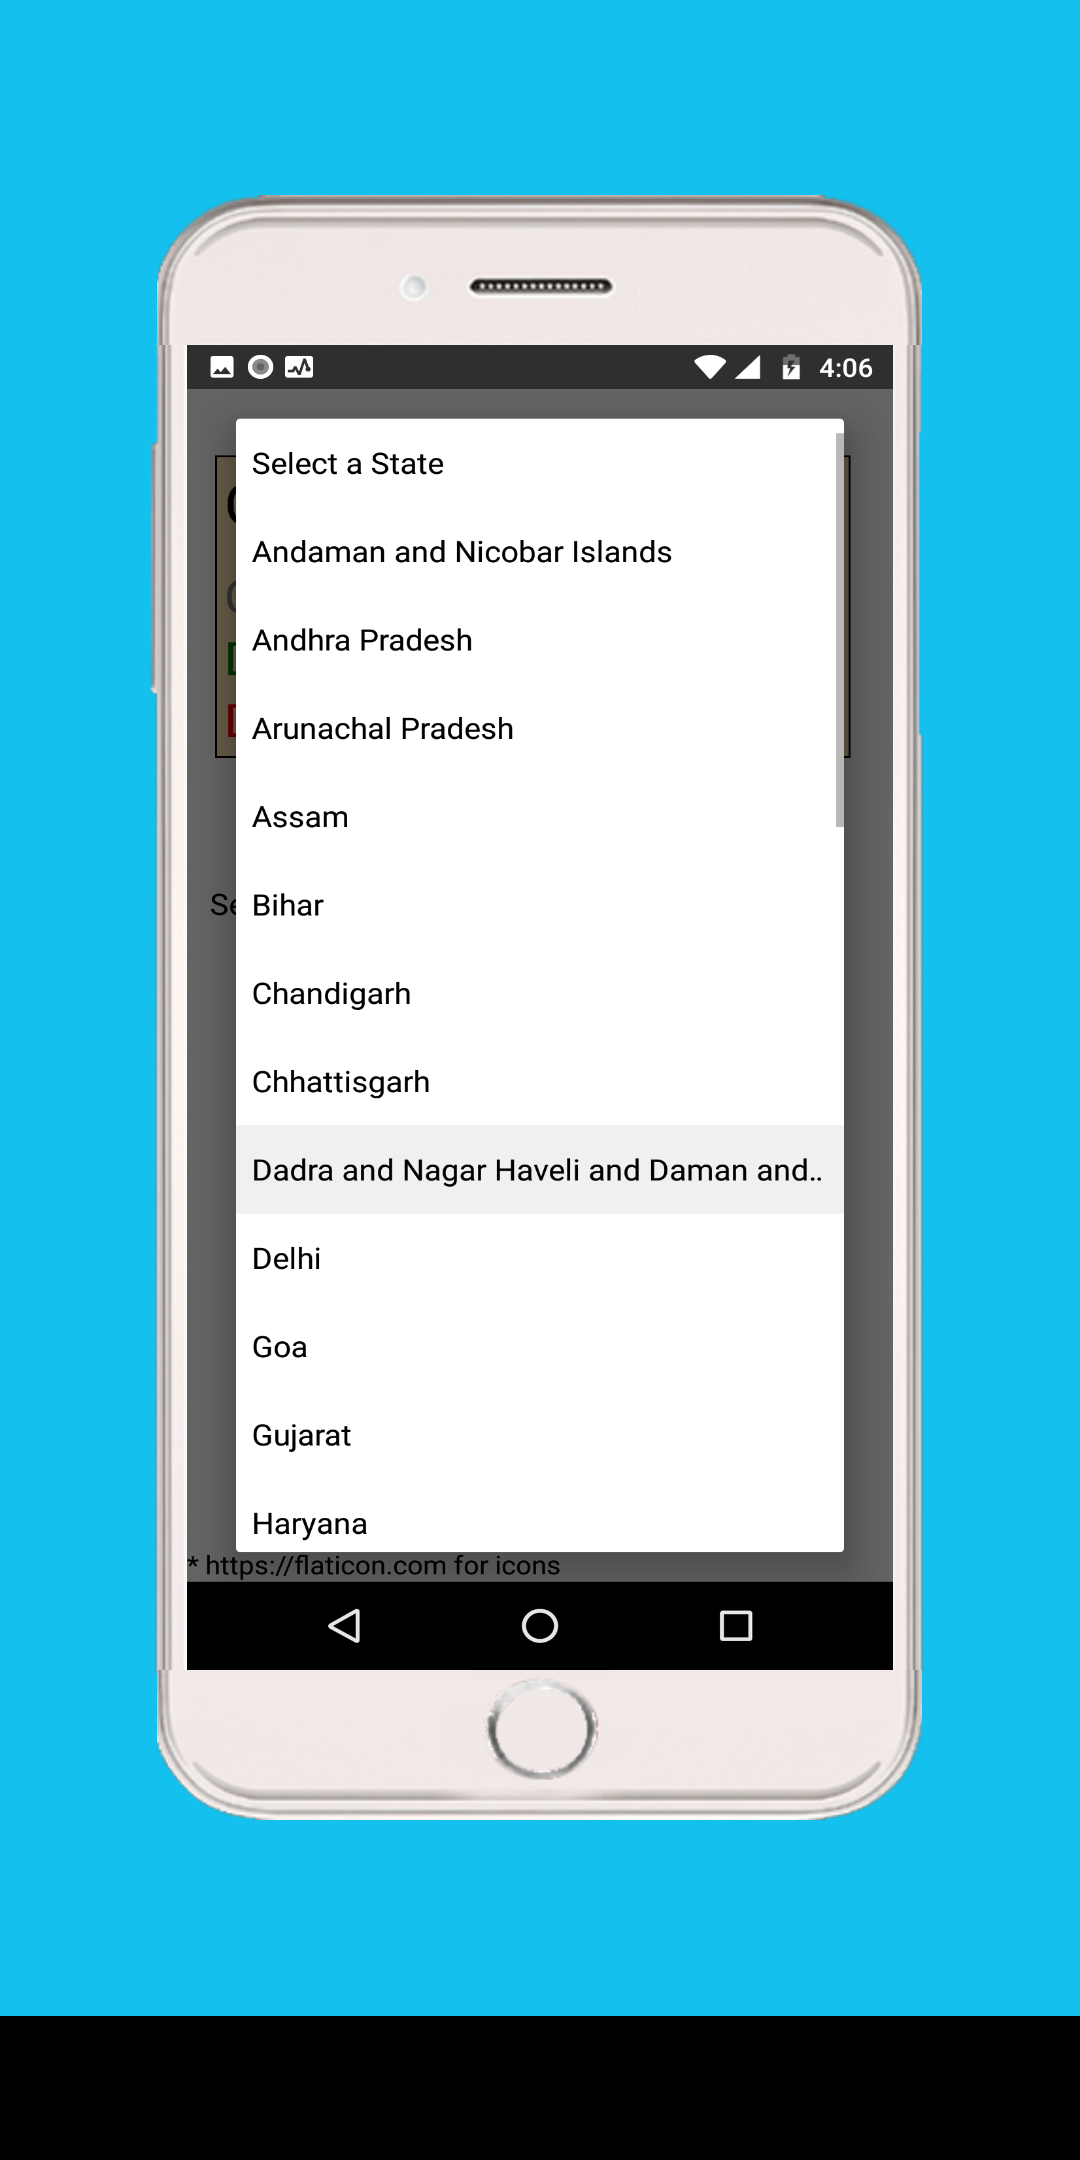 4:06
Select a State
Andaman and Nicobar Islands
Andhra Pradesh
Arunachal Pradesh
Assam
Bihar
Chandigarh
Chhattisgarh
Dadra and Nagar Haveli and Daman and..
Delhi
Goa
Gujarat
Haryana
* https://flaticon.com for icons